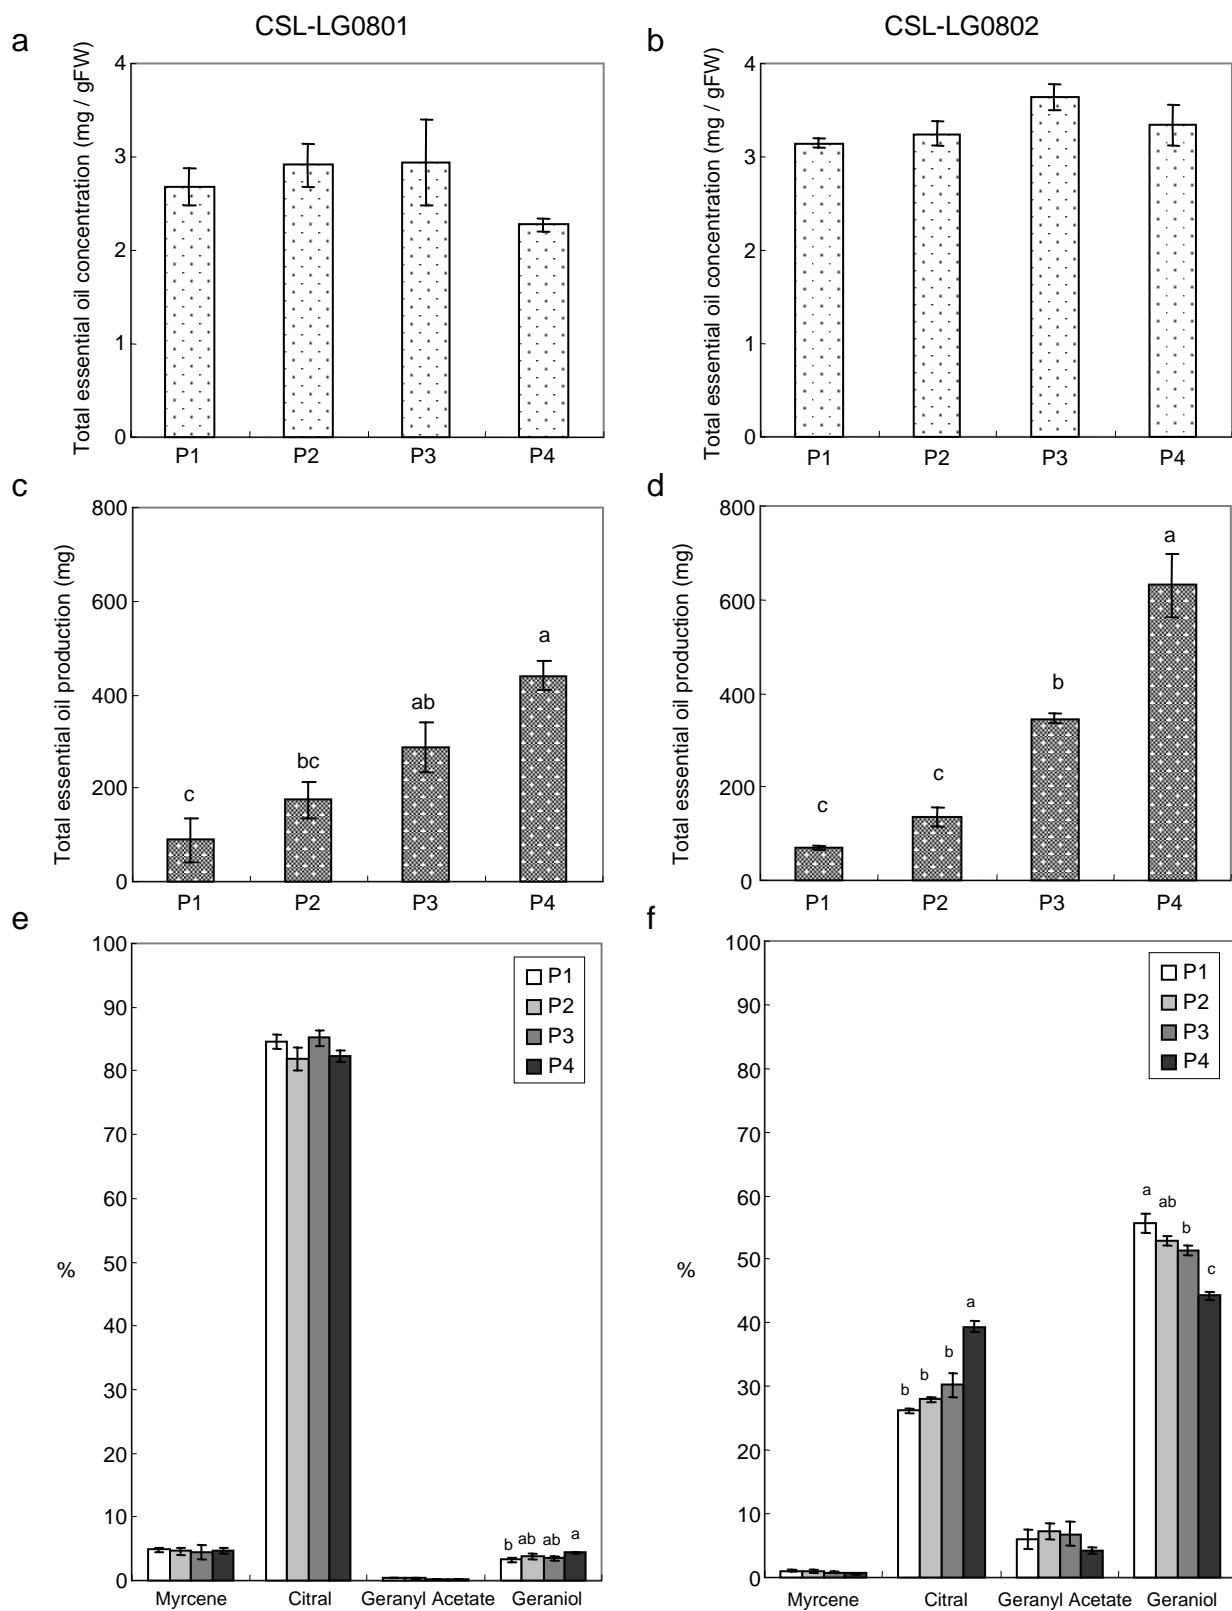 CSL-LG0801
CSL-LG0802
a
Total essential oil concentration (mg / gFW)
4
3
2
1
0
P1 P2 P3 P4
b
Total essential oil concentration (mg / gFW)
4
3
2
1
0
P1 P2 P3 P4
c
Total essential oil production (mg)
800
600
400
200
0
c bc ab a
P1 P2 P3 P4
d
Total essential oil production (mg)
800
600
400
200
0
c c b a
P1 P2 P3 P4
e
%
100
90
80
70
60
50
40
30
20
10
0
P1
P2
P3
P4
b ab ab a
Myrcene Citral Geranyl Acetate Geraniol
f
%
100
90
80
70
60
50
40
30
20
10
0
P1
P2
P3
P4
b b b a
a ab b c
Myrcene Citral Geranyl Acetate Geraniol